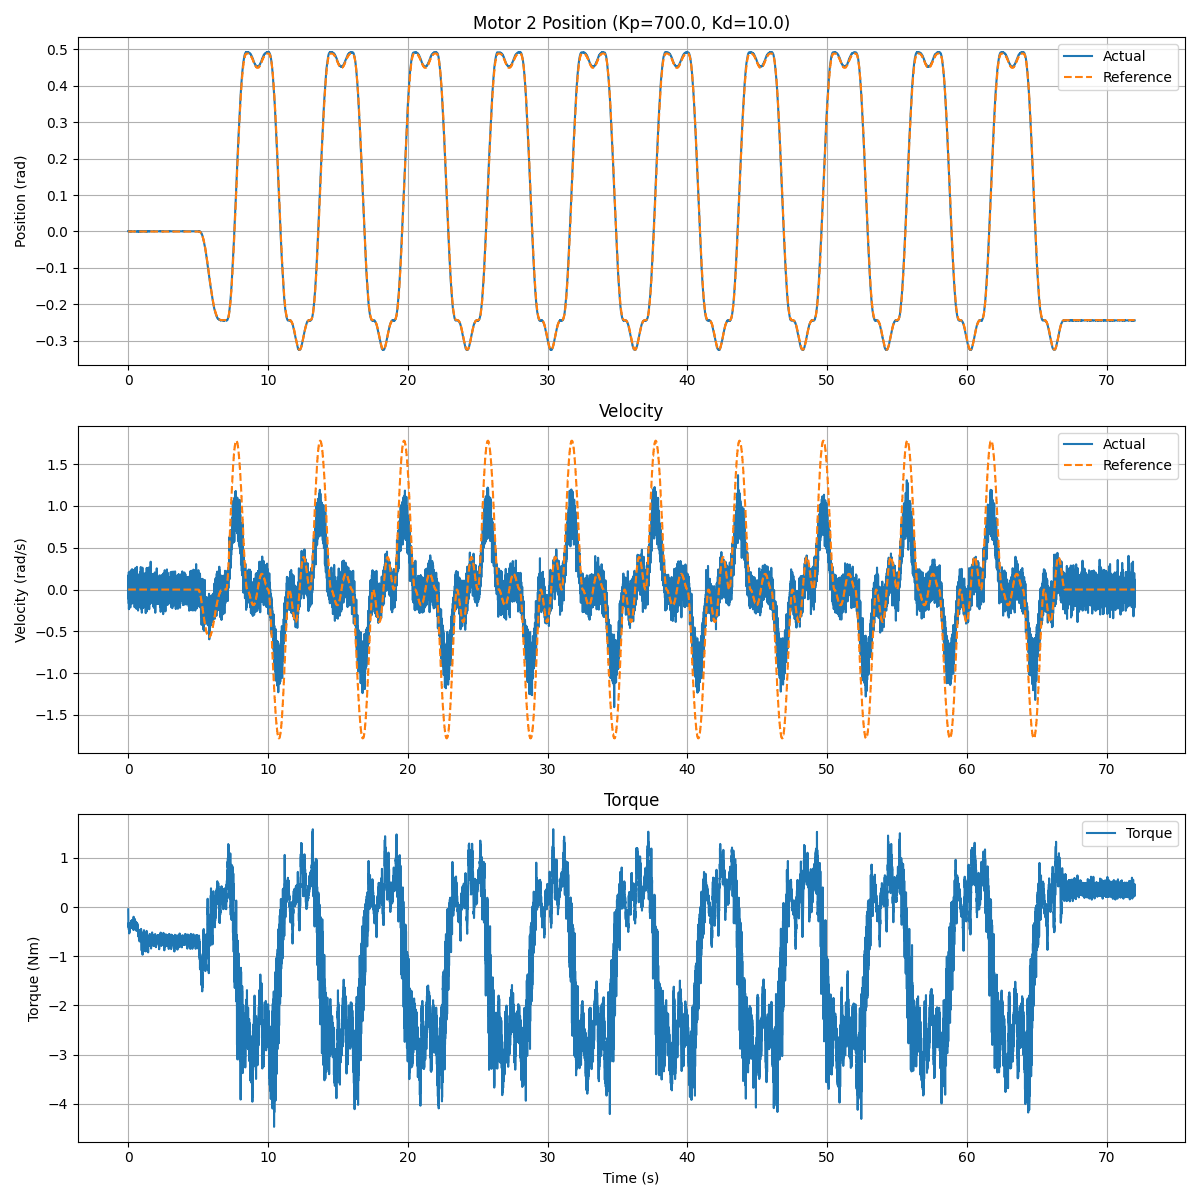 Motor 2 Position (Kp=700.0, Kd=10.0)
Position (rad)
0.5
0.4
0.3
0.2
0.1
0.0
−0.1
−0.2
−0.3
Actual
Reference
0 10 20 30 40 50 60 70
Velocity
Velocity (rad/s)
1.5
1.0
0.5
0.0
−0.5
−1.0
−1.5
Actual
Reference
0 10 20 30 40 50 60 70
Torque
Torque (Nm)
1
0
−1
−2
−3
−4
Torque
0 10 20 30 40 50 60 70
Time (s)